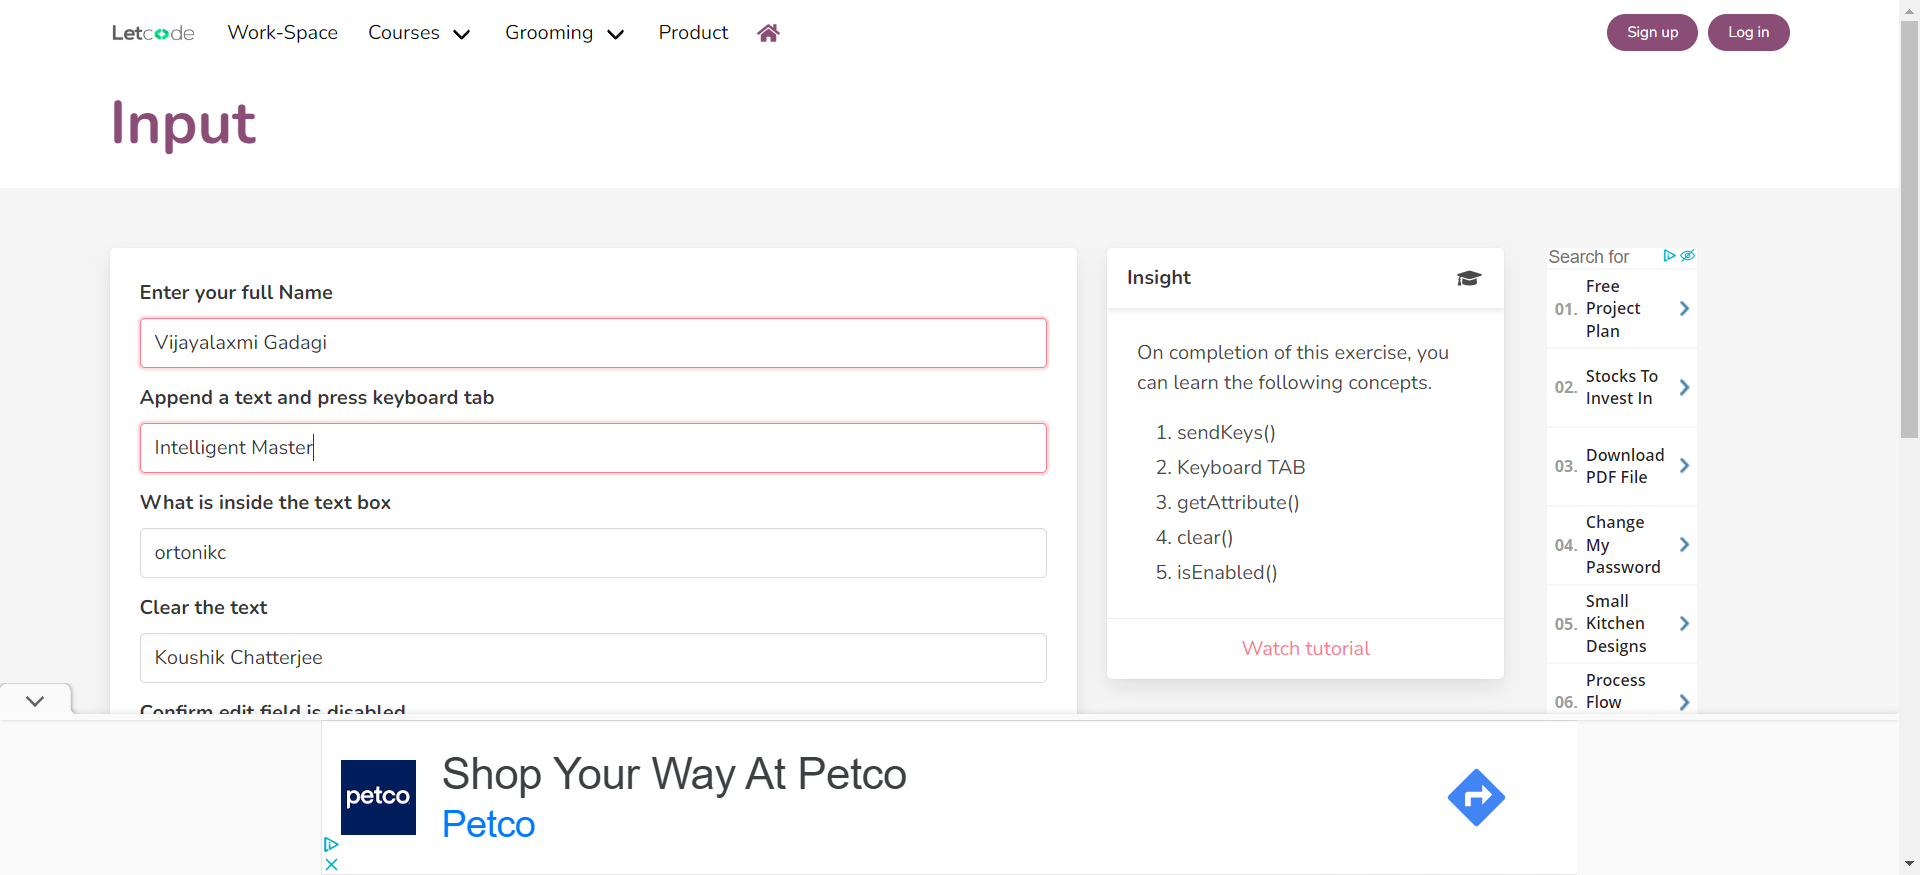 Letcode Work-Space Courses Grooming Product Sign up Log in
Input
Enter your full Name
Vijayalaxmi Gadagi
Append a text and press keyboard tab
Intelligent Master
What is inside the text box
ortonikc
Clear the text
Koushik Chatterjee
Confirm edit field is disabled
Insight
On completion of this exercise, you
can learn the following concepts.
1. sendKeys()
2. Keyboard TAB
3. getAttribute()
4. clear()
5. isEnabled()
Watch tutorial
Search for
01. Free
Project
Plan
02. Stocks To
Invest In
03. Download
PDF File
04. Change
My
Password
05. Small
Kitchen
Designs
06. Process
Flow
petco
Shop Your Way At Petco
Petco